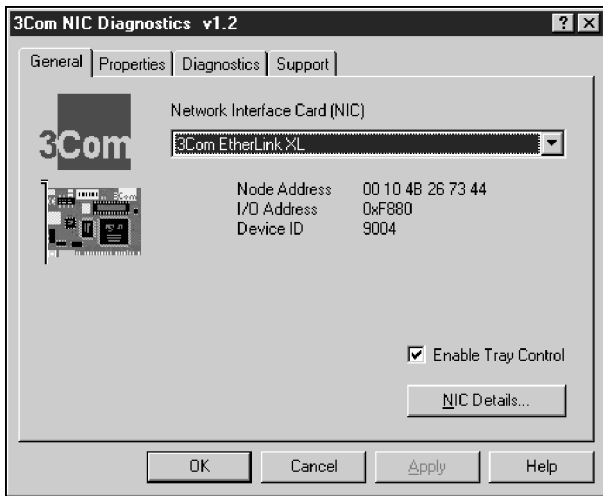 3Com NIC Diagnostics v1.2
General Properties Diagnostics Support
3Com
Network Interface Card (NIC)
3Com EtherLink XL
Node Address 00 10 4B 26 73 44
I/O Address 0xF880
Device ID 9004
Enable Tray Control
NIC Details...
OK Cancel Apply Help